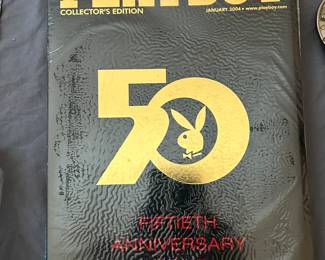 COLLECTOR'S EDITION
JANUARY 2004 • www.playboy.com
50
FIFTIETH
ANNIVERSARY